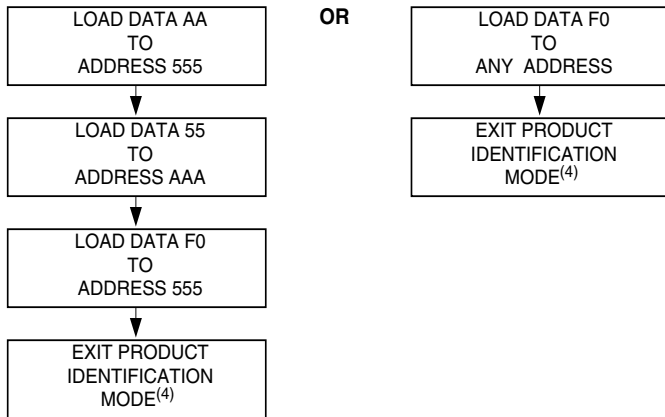 LOAD DATA AA
TO
ADDRESS 555
LOAD DATA 55
TO
ADDRESS AAA
LOAD DATA F0
TO
ADDRESS 555
EXIT PRODUCT
IDENTIFICATION
MODE(4)
OR
LOAD DATA F0
TO
ANY ADDRESS
EXIT PRODUCT
IDENTIFICATION
MODE(4)